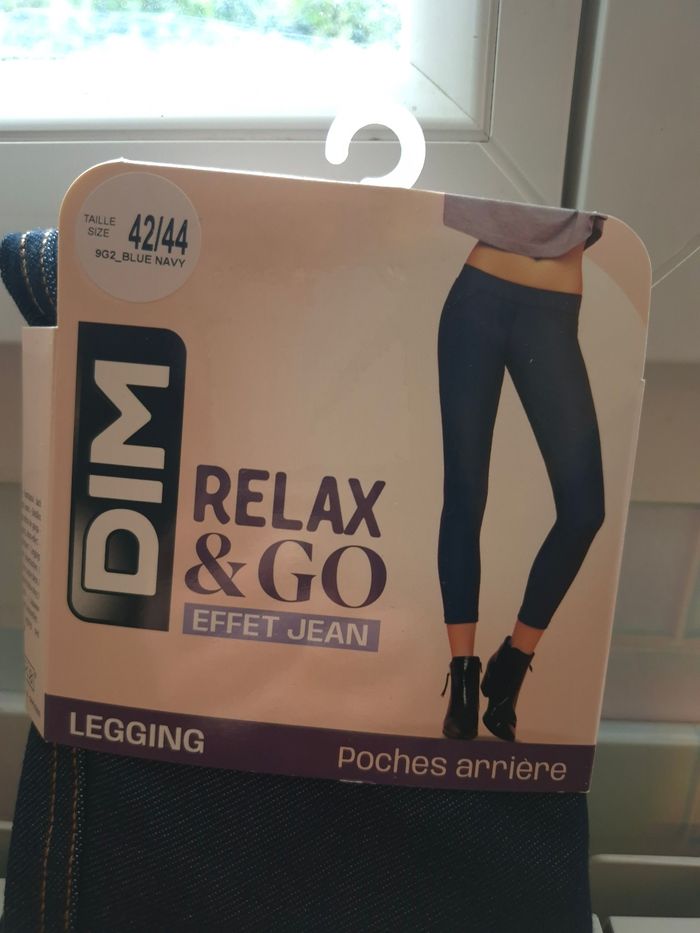 TAILLE
SIZE
42/44
9G2_BLUE NAVY
DIM
RELAX
& GO
EFFET JEAN
LEGGING
Poches arrière